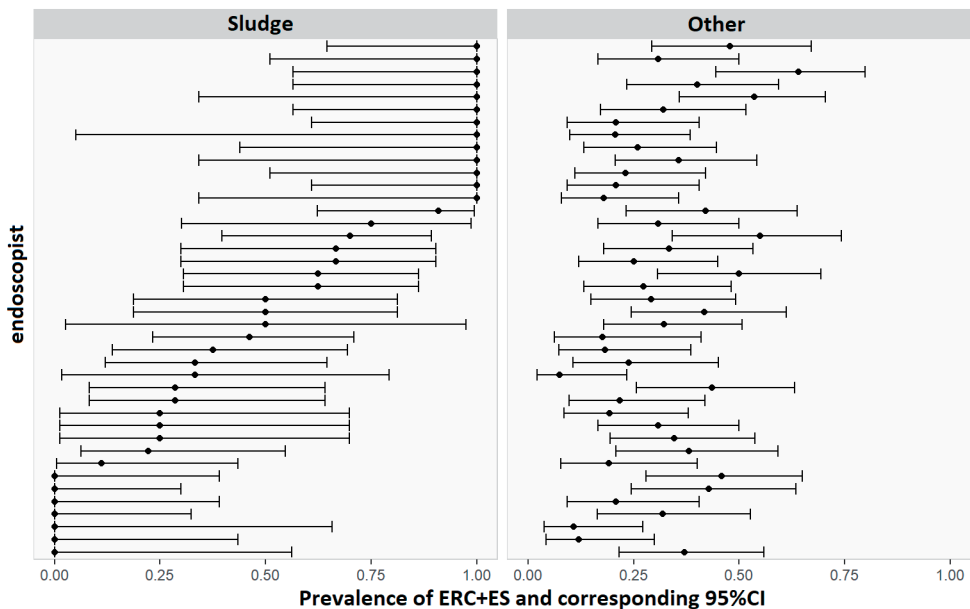 Sludge
Other
endoscopist
0.00 0.25 0.50 0.75 1.00
0.00 0.25 0.50 0.75 1.00
Prevalence of ERC+ES and corresponding 95%CI